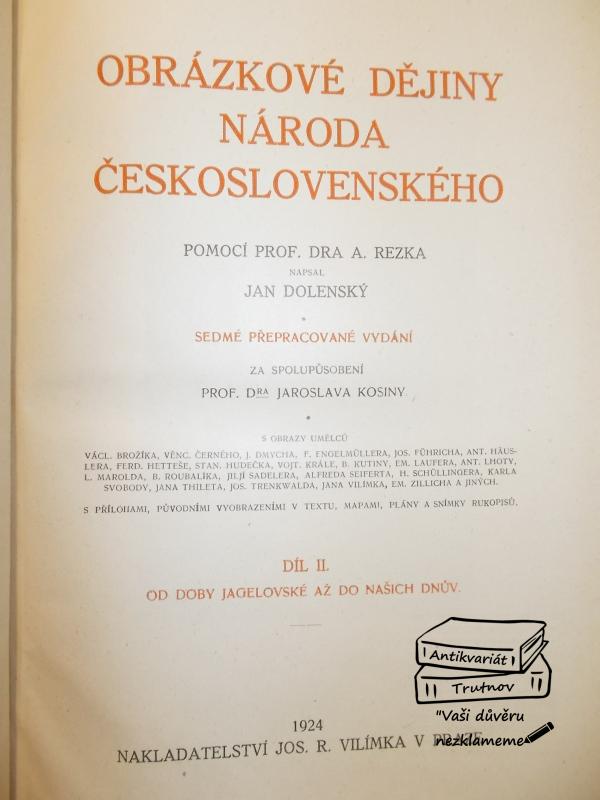 OBRÁZKOVÉ DĚJINY
NÁRODA
ČESKOSLOVENSKÉHO
POMOCÍ PROF. DRA A. REZKA
NAPSAL
JAN DOLENSKÝ
SEDMÉ PŘEPRACOVANÉ VYDÁNÍ
ZA SPOLUPŮSOBENÍ
PROF. DRA JAROSLAVA KOSINY.
S OBRAZY UMĚLCŮ
VÁCL. BROŽÍKA, VĚNC. ČERNÉHO, J. DMYCHA, F. ENGELMÜLLERA, JOS. FÜHRICHA, ANT. HÄUS-
LERA, FERD. HETTEŠE, STAN. HUDEČKA, VOJT. KRÁLE, B. KUTINY, EM. LAUFERA, ANT. LHOTY,
L. MAROLDA, B. ROUBALÍKA, JILJÍ SADELERA, ALFREDA SEIFERTA, H. SCHÜLLINGERA, KARLA
SVOBODY, JANA THILETA, JOS. TRENKWALDA, JANA VILÍMKA, EM. ZILLICHA A JINÝCH.
S PŘÍLOHAMI, PŮVODNÍMI VYOBRAZENÍMI V TEXTU, MAPAMI, PLÁNY A SNÍMKY RUKOPISŮ.
DÍL II.
OD DOBY JAGELOVSKÉ AŽ DO NAŠICH DNŮV.
Antikvariát
Trutnov
"Vaši důvěru
nezklameme
1924
NAKLADATELSTVÍ JOS. R. VILÍMKA V PRAZE